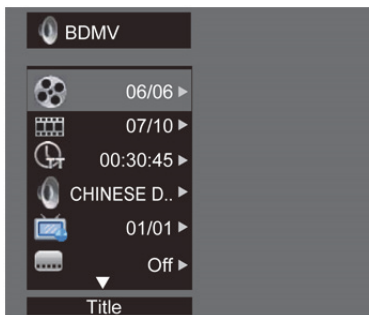 BDMV
06/06
07/10
00:30:45
CHINESE D..
01/01
Off
Title